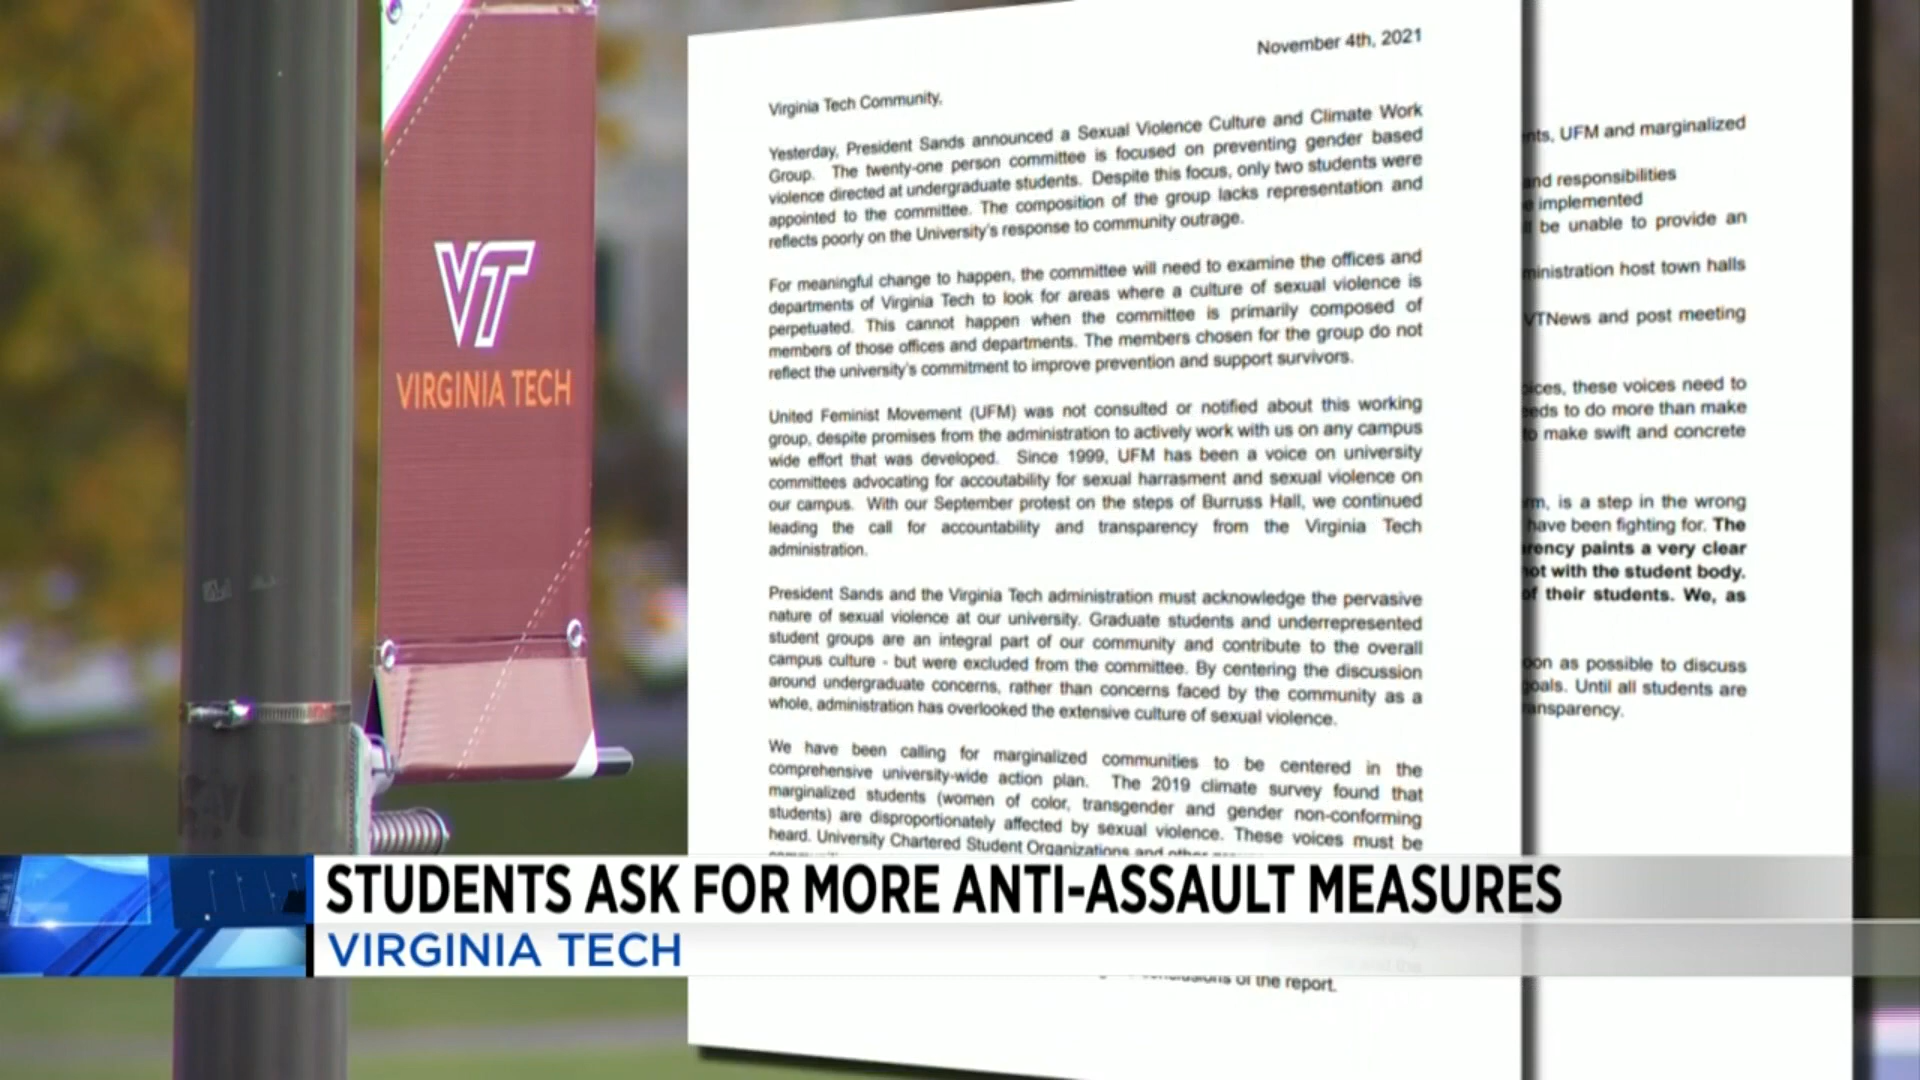 VT
VIRGINIA TECH
November 4th, 2021
Virginia Tech Community,
Yesterday, President Sands announced a Sexual Violence Culture and Climate Work
Group. The twenty-one person committee is focused on preventing gender based
violence directed at undergraduate students. Despite this focus, only two students were
appointed to the committee. The composition of the group lacks representation and
reflects poorly on the University's response to community outrage.
For meaningful change to happen, the committee will need to examine the offices and
departments of Virginia Tech to look for areas where a culture of sexual violence is
perpetuated. This cannot happen when the committee is primarily composed of
members of those offices and departments. The members chosen for the group do not
reflect the university's commitment to improve prevention and support survivors.
United Feminist Movement (UFM) was not consulted or notified about this working
group, despite promises from the administration to actively work with us on any campus
wide effort that was developed. Since 1999, UFM has been a voice on university
committees advocating for accoutability for sexual harrasment and sexual violence on
our campus. With our September protest on the steps of Burruss Hall, we continued
leading the call for accountability and transparency from the Virginia Tech
administration.
President Sands and the Virginia Tech administration must acknowledge the pervasive
nature of sexual violence at our university. Graduate students and underrepresented
student groups are an integral part of our community and contribute to the overall
campus culture - but were excluded from the committee. By centering the discussion
around undergraduate concerns, rather than concerns faced by the community as a
whole, administration has overlooked the extensive culture of sexual violence.
We have been calling for marginalized communities to be centered in the
comprehensive university-wide action plan. The 2019 climate survey found that
marginalized students (women of color, transgender and gender non-conforming
students) are disproportionately affected by sexual violence. These voices must be
heard. University Chartered Student Organizations and other
of the report.
UFM and marginalized
and responsibilities
implemented
be unable to provide an
host town halls
VTNews and post meeting
these voices need to
to do more than make
to make swift and concrete
is a step in the wrong
have been fighting for. The
paints a very clear
not with the student body.
of their students. We, as
as possible to discuss
Until all students are
STUDENTS ASK FOR MORE ANTI-ASSAULT MEASURES
VIRGINIA TECH